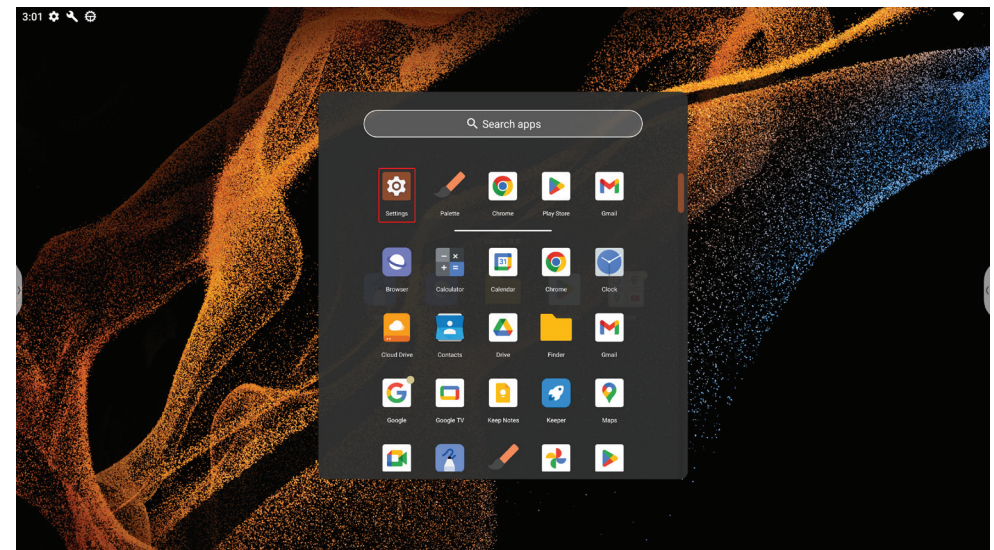 3:01
Search apps
Settings Palette Chrome Play Store Gmail
31
Browser Calculator Calendar Chrome Clock
Cloud Drive Contacts Drive Finder Gmail
Google Google TV Keep Notes Keeper Maps